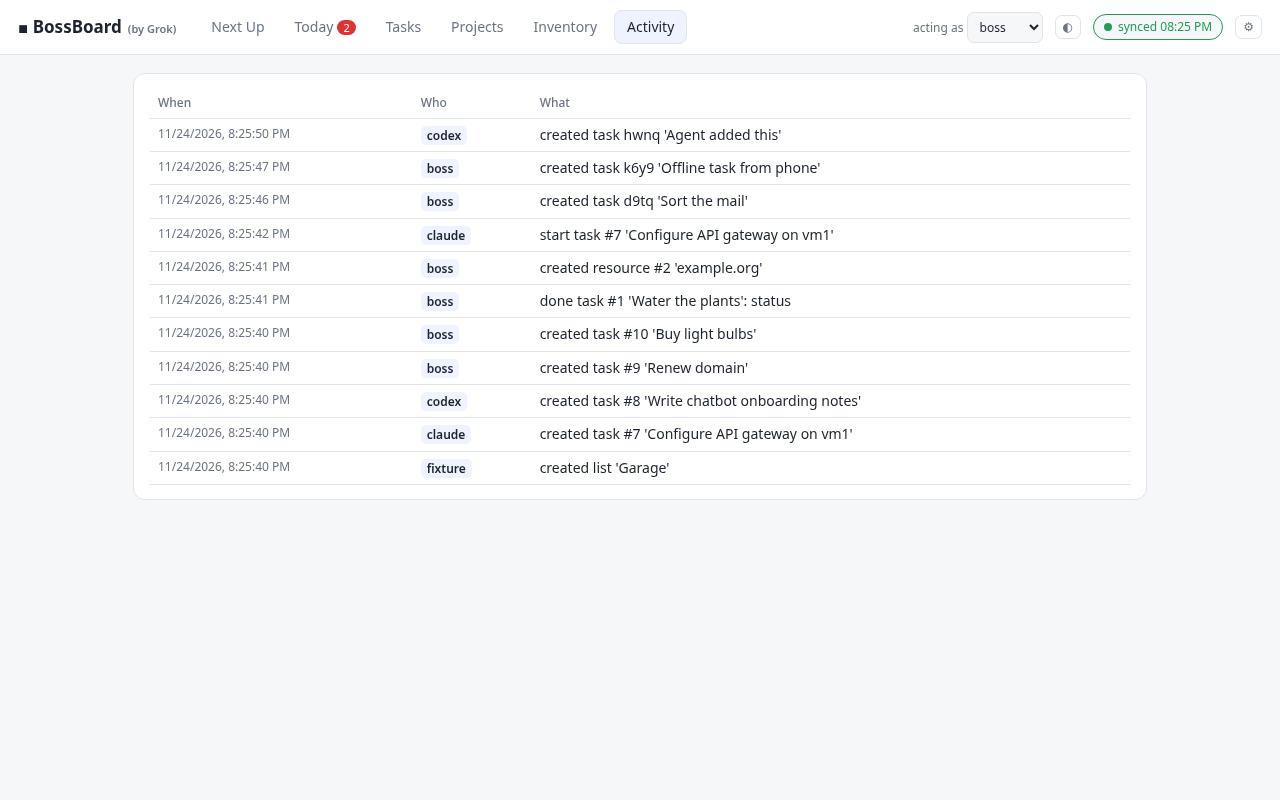 ■ BossBoard (by Grok) Next Up Today 2 Tasks Projects Inventory Activity acting as boss ◐ synced 08:25 PM ⚙
When Who What
11/24/2026, 8:25:50 PM codex created task hwnq 'Agent added this'
11/24/2026, 8:25:47 PM boss created task k6y9 'Offline task from phone'
11/24/2026, 8:25:46 PM boss created task d9tq 'Sort the mail'
11/24/2026, 8:25:42 PM claude start task #7 'Configure API gateway on vm1'
11/24/2026, 8:25:41 PM boss created resource #2 'example.org'
11/24/2026, 8:25:41 PM boss done task #1 'Water the plants': status
11/24/2026, 8:25:40 PM boss created task #10 'Buy light bulbs'
11/24/2026, 8:25:40 PM boss created task #9 'Renew domain'
11/24/2026, 8:25:40 PM codex created task #8 'Write chatbot onboarding notes'
11/24/2026, 8:25:40 PM claude created task #7 'Configure API gateway on vm1'
11/24/2026, 8:25:40 PM fixture created list 'Garage'